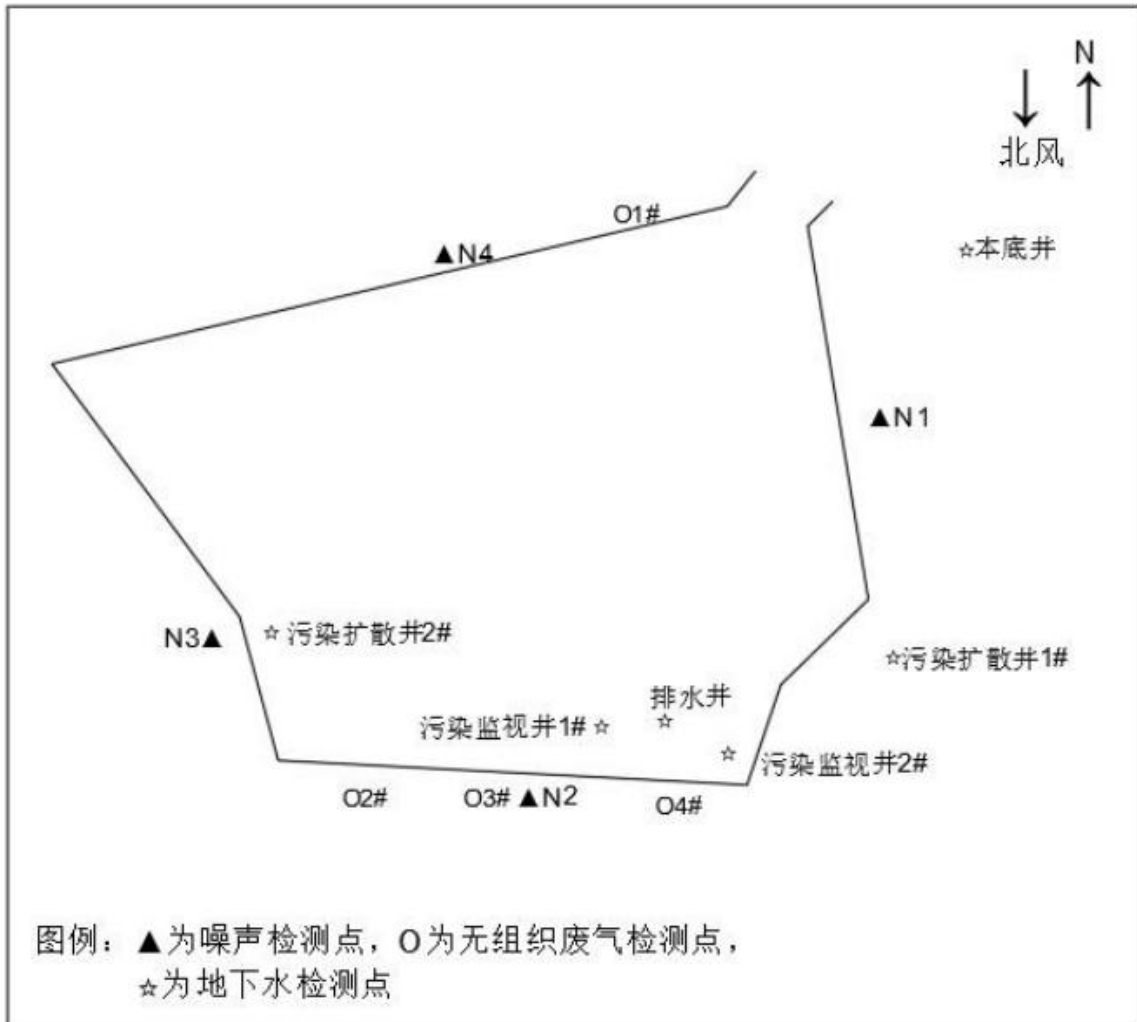 N
北风
O1#
▲N4
☆本底井
▲N1
N3▲
☆污染扩散井2#
☆污染扩散井1#
排水井
污染监视井1#☆
☆
☆
污染监视井2#
O2#
O3#▲N2
O4#
图例：▲为噪声检测点，O为无组织废气检测点，
☆为地下水检测点